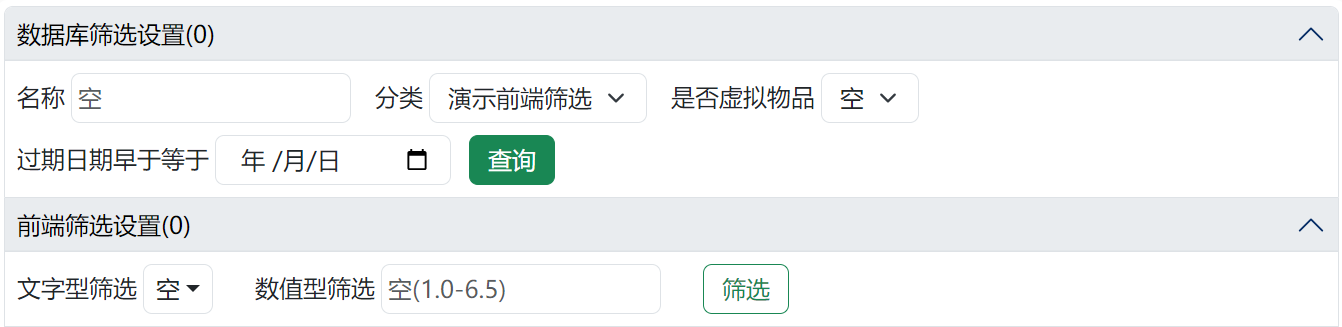 数据库筛选设置(0)
名称 空 分类 演示前端筛选 是否虚拟物品 空
过期日期早于等于 年 /月/日 查询
前端筛选设置(0)
文字型筛选 空 数值型筛选 空(1.0-6.5) 筛选